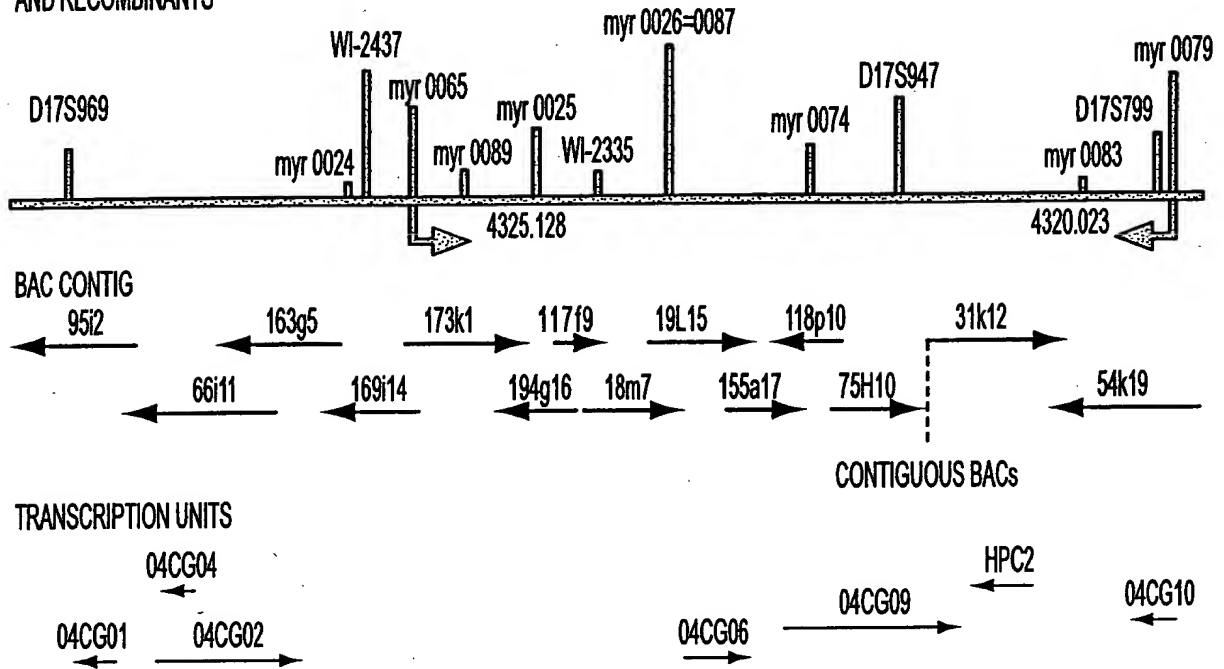 AND RECOMBINANTS
myr 0026=0087
WI-2437
myr 0079
myr 0065
D17S947
D17S969
myr 0025
D17S799
myr 0074
myr 0024
myr 0089
WI-2335
myr 0083
4325.128
4320.023
BAC CONTIG
95i2
163g5
173k1
117f9
19L15
118p10
31k12
66i11
169i14
194g16
18m7
155a17
75H10
54k19
CONTIGUOUS BACs
TRANSCRIPTION UNITS
04CG04
HPC2
04CG09
04CG10
04CG01
04CG02
04CG06